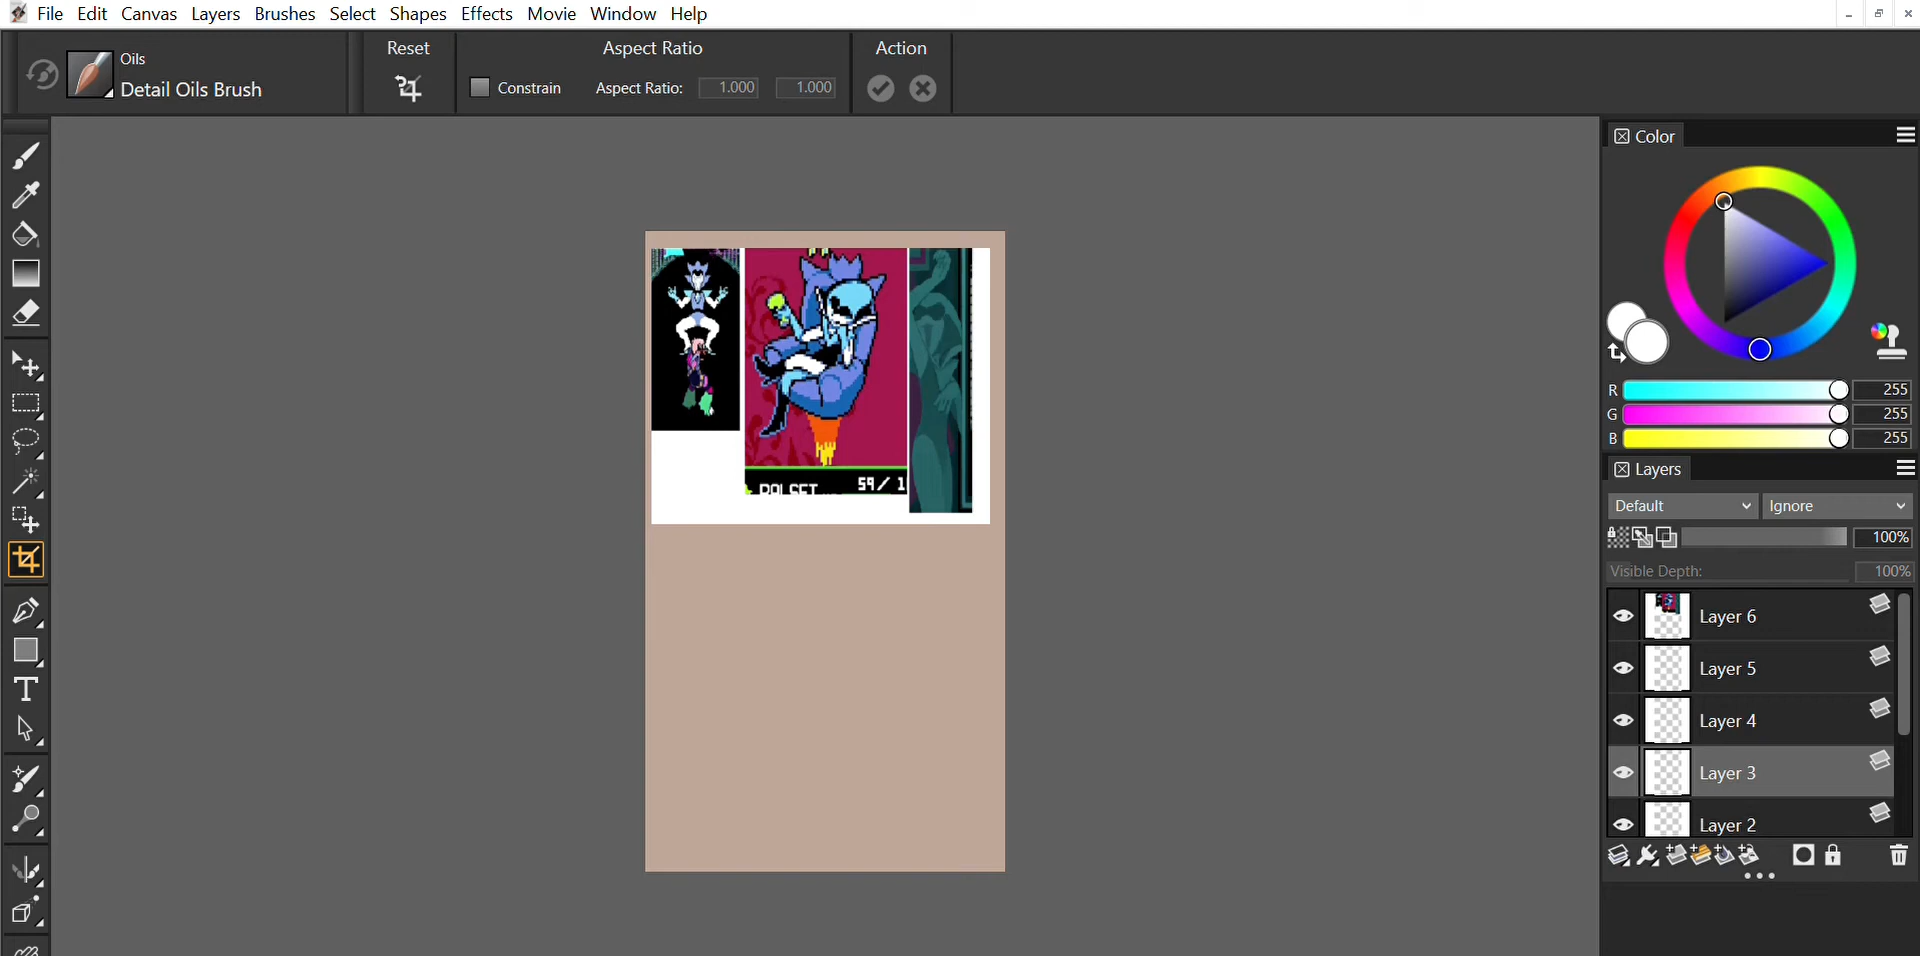 File Edit Canvas Layers Brushes Select Shapes Effects Movie Window Help
Oils
Detail Oils Brush
Reset
Aspect Ratio
Constrain
Aspect Ratio:
1.000
1.000
Action
Color
R
255
G
255
B
255
59/ 1
Layers
Default
Ignore
100%
Visible Depth:
100%
Layer 6
Layer 5
Layer 4
Layer 3
Layer 2